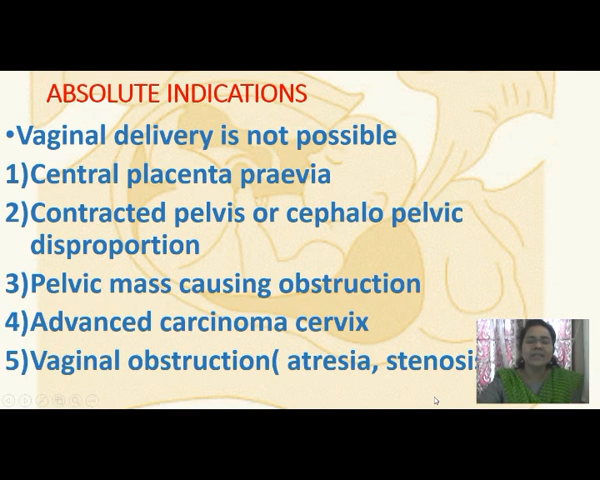 ABSOLUTE INDICATIONS
•Vaginal delivery is not possible
1)Central placenta praevia
2)Contracted pelvis or cephalo pelvic
disproportion
3)Pelvic mass causing obstruction
4)Advanced carcinoma cervix
5)Vaginal obstruction( atresia, stenosis